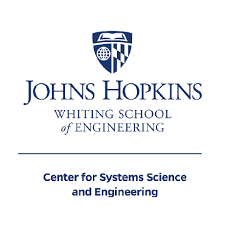 JOHNS HOPKINS
WHITING SCHOOL
of ENGINEERING
Center for Systems Science
and Engineering